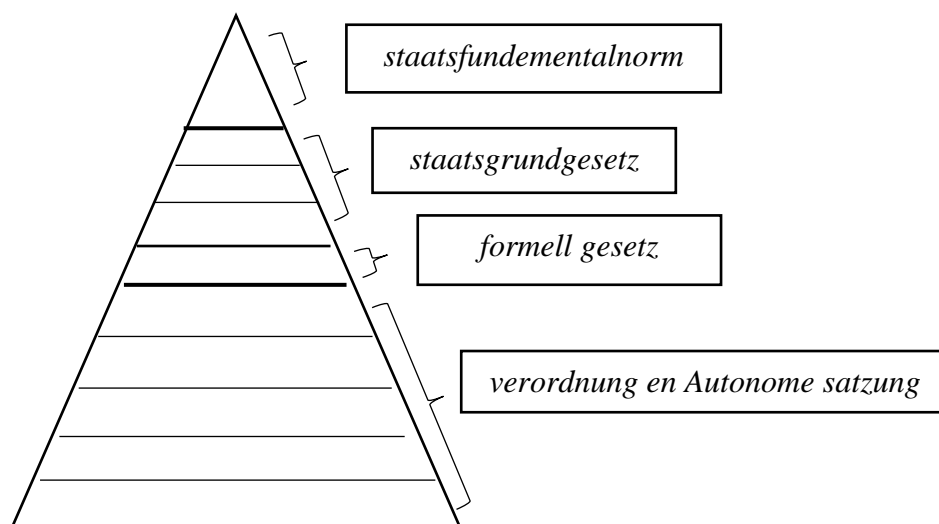 staatsfundementalnorm
staatsgrundgesetz
formell gesetz
verordnung en Autonome satzung